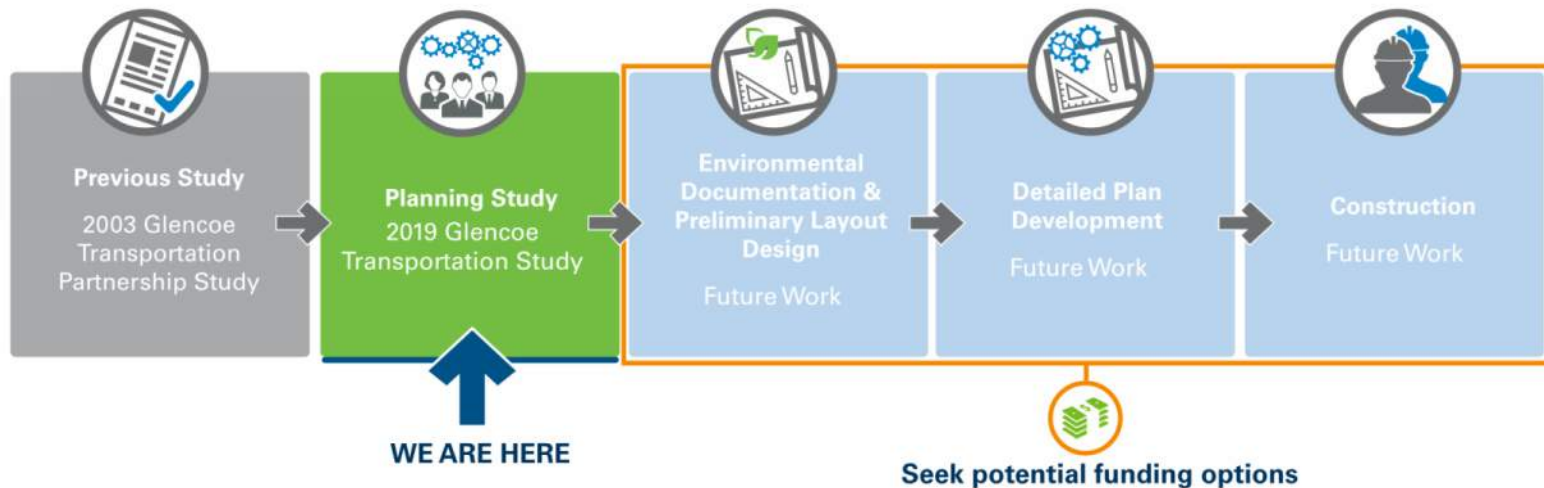 Previous Study
2003 Glencoe
Transportation
Partnership Study
Planning Study
2019 Glencoe
Transportation Study
Environmental
Documentation &
Preliminary Layout
Design
Future Work
Detailed Plan
Development
Future Work
Construction
Future Work
WE ARE HERE
Seek potential funding options